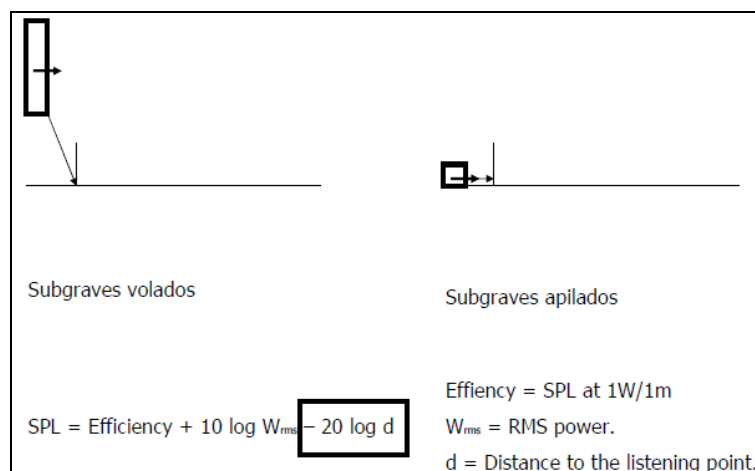 Subgraves volados
Subgraves apilados
SPL = Efficiency + 10 log Wrms – 20 log d
Effiency = SPL at 1W/1m
Wrms = RMS power.
d = Distance to the listening point.